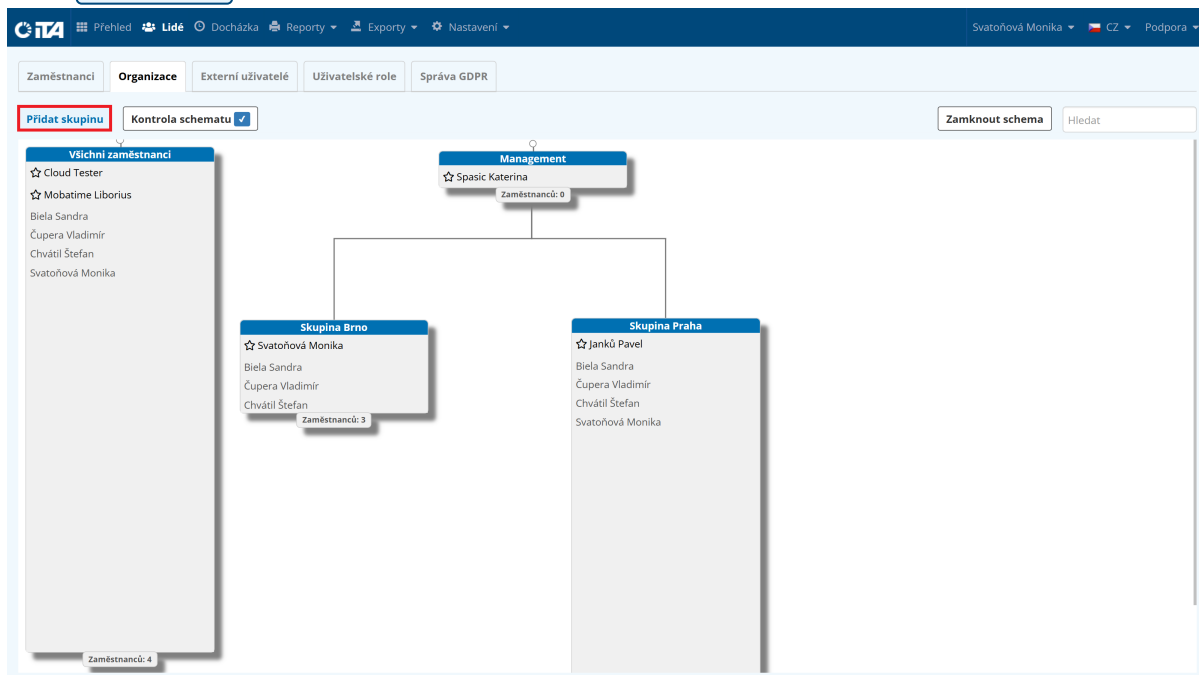 ITA Přehled Lidé Docházka Reporty Exporty Nastavení Svatoňová Monika CZ Podpora
Zaměstnanci Organizace Externí uživatelé Uživatelské role Správa GDPR
Přidat skupinu Kontrola schematu Zamknout schema Hledat
Všichni zaměstnanci
Cloud Tester
Mobatime Liborius
Biela Sandra
Čupera Vladimír
Chvátil Štefan
Svatoňová Monika
Zaměstnanců: 4
Management
Spasic Katerina
Zaměstnanců: 0
Skupina Brno
Svatoňová Monika
Biela Sandra
Čupera Vladimír
Chvátil Štefan
Zaměstnanců: 3
Skupina Praha
Janků Pavel
Biela Sandra
Čupera Vladimír
Chvátil Štefan
Svatoňová Monika